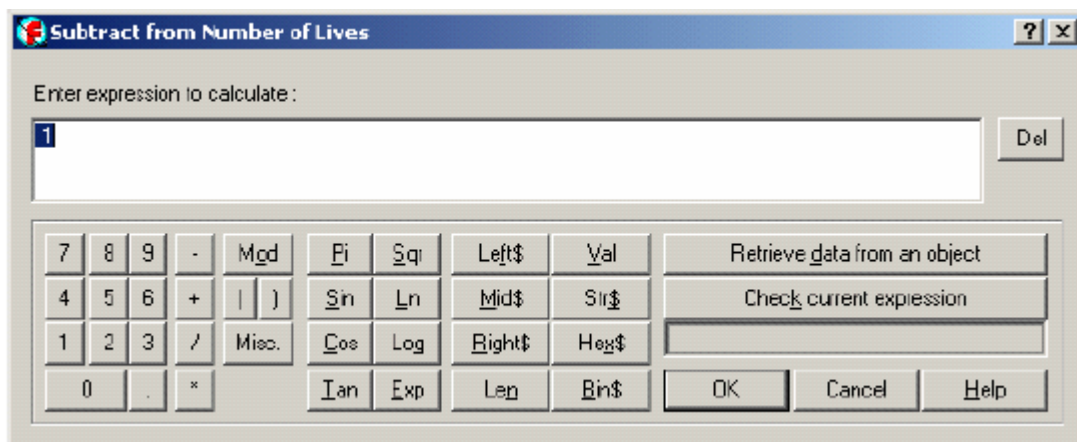 Subtract from Number of Lives ? x
Enter expression to calculate :
1 Del
7 8 9 - Mod Pi Sqr Left$ Val Retrieve data from an object
4 5 6 + ( ) Sin Ln Mid$ Str$ Check current expression
1 2 3 / Misc. Cos Log Right$ Hex$
0 . * Tan Exp Len Bin$ OK Cancel Help